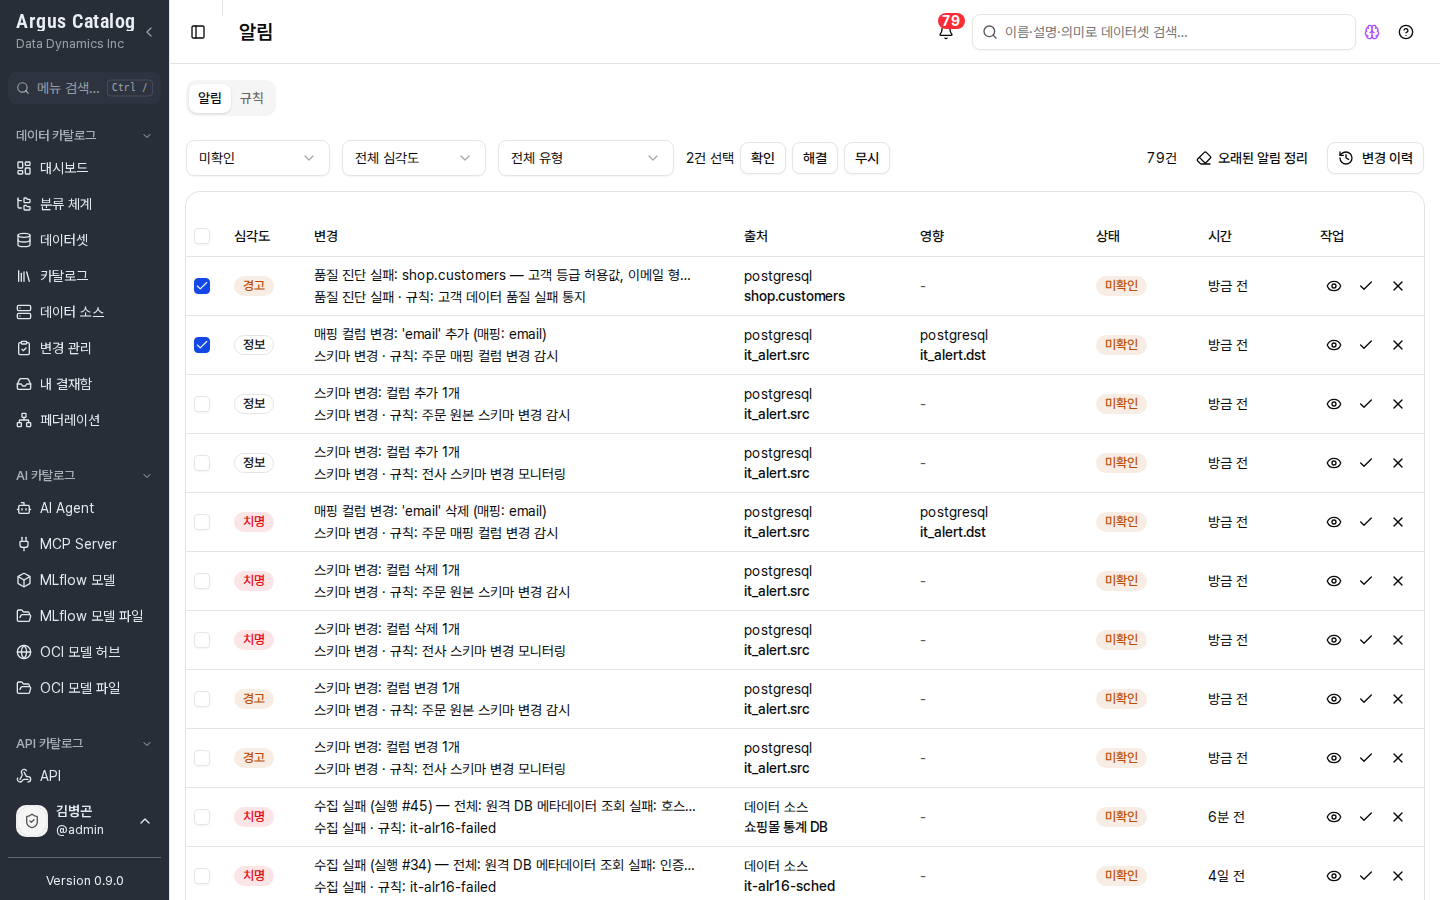 Argus Catalog
Data Dynamics Inc
메뉴 검색... Ctrl /
데이터 카탈로그
대시보드
분류 체계
데이터셋
카탈로그
데이터 소스
변경 관리
내 결재함
페더레이션
AI 카탈로그
AI Agent
MCP Server
MLflow 모델
MLflow 모델 파일
OCI 모델 허브
OCI 모델 파일
API 카탈로그
API
김병곤
@admin
Version 0.9.0
알림
79
이름·설명·의미로 데이터셋 검색...
알림 규칙
미확인 전체 심각도 전체 유형 2건 선택 확인 해결 무시 79건 오래된 알림 정리 변경 이력
심각도 변경 출처 영향 상태 시간 작업
경고 품질 진단 실패: shop.customers — 고객 등급 허용값, 이메일 형... postgresql - 미확인 방금 전
품질 진단 실패 · 규칙: 고객 데이터 품질 실패 통지 shop.customers
정보 매핑 컬럼 변경: 'email' 추가 (매핑: email) postgresql postgresql 미확인 방금 전
스키마 변경 · 규칙: 주문 매핑 컬럼 변경 감시 it_alert.src it_alert.dst
정보 스키마 변경: 컬럼 추가 1개 postgresql - 미확인 방금 전
스키마 변경 · 규칙: 주문 원본 스키마 변경 감시 it_alert.src
정보 스키마 변경: 컬럼 추가 1개 postgresql - 미확인 방금 전
스키마 변경 · 규칙: 전사 스키마 변경 모니터링 it_alert.src
치명 매핑 컬럼 변경: 'email' 삭제 (매핑: email) postgresql postgresql 미확인 방금 전
스키마 변경 · 규칙: 주문 매핑 컬럼 변경 감시 it_alert.src it_alert.dst
치명 스키마 변경: 컬럼 삭제 1개 postgresql - 미확인 방금 전
스키마 변경 · 규칙: 주문 원본 스키마 변경 감시 it_alert.src
치명 스키마 변경: 컬럼 삭제 1개 postgresql - 미확인 방금 전
스키마 변경 · 규칙: 전사 스키마 변경 모니터링 it_alert.src
경고 스키마 변경: 컬럼 변경 1개 postgresql - 미확인 방금 전
스키마 변경 · 규칙: 주문 원본 스키마 변경 감시 it_alert.src
경고 스키마 변경: 컬럼 변경 1개 postgresql - 미확인 방금 전
스키마 변경 · 규칙: 전사 스키마 변경 모니터링 it_alert.src
치명 수집 실패 (실행 #45) — 전체: 원격 DB 메타데이터 조회 실패: 호스... 데이터 소스 - 미확인 6분 전
수집 실패 · 규칙: it-alr16-failed 쇼핑몰 통계 DB
치명 수집 실패 (실행 #34) — 전체: 원격 DB 메타데이터 조회 실패: 인증... 데이터 소스 - 미확인 4일 전
수집 실패 · 규칙: it-alr16-failed it-alr16-sched